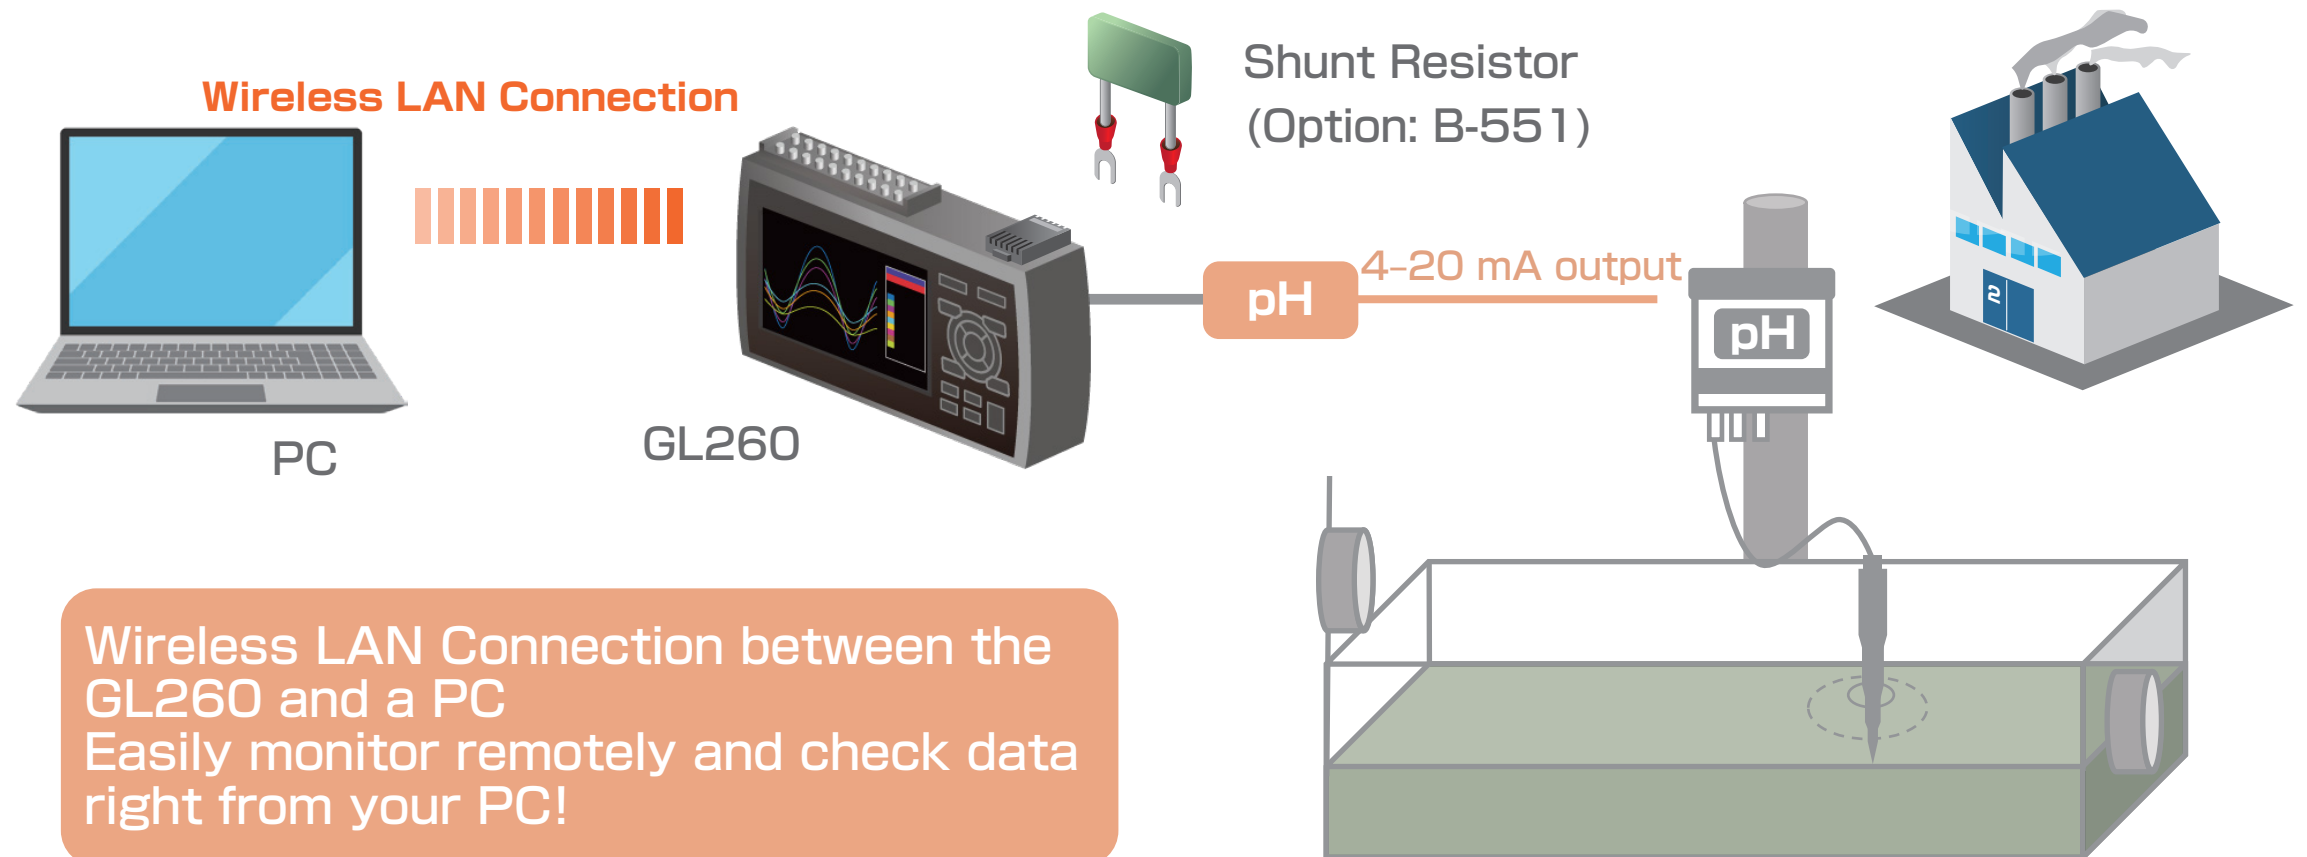 Wireless LAN Connection
Shunt Resistor
(Option: B-551)
4-20 mA output
pH
pH
PC
GL260
2
Wireless LAN Connection between the
GL260 and a PC
Easily monitor remotely and check data
right from your PC!